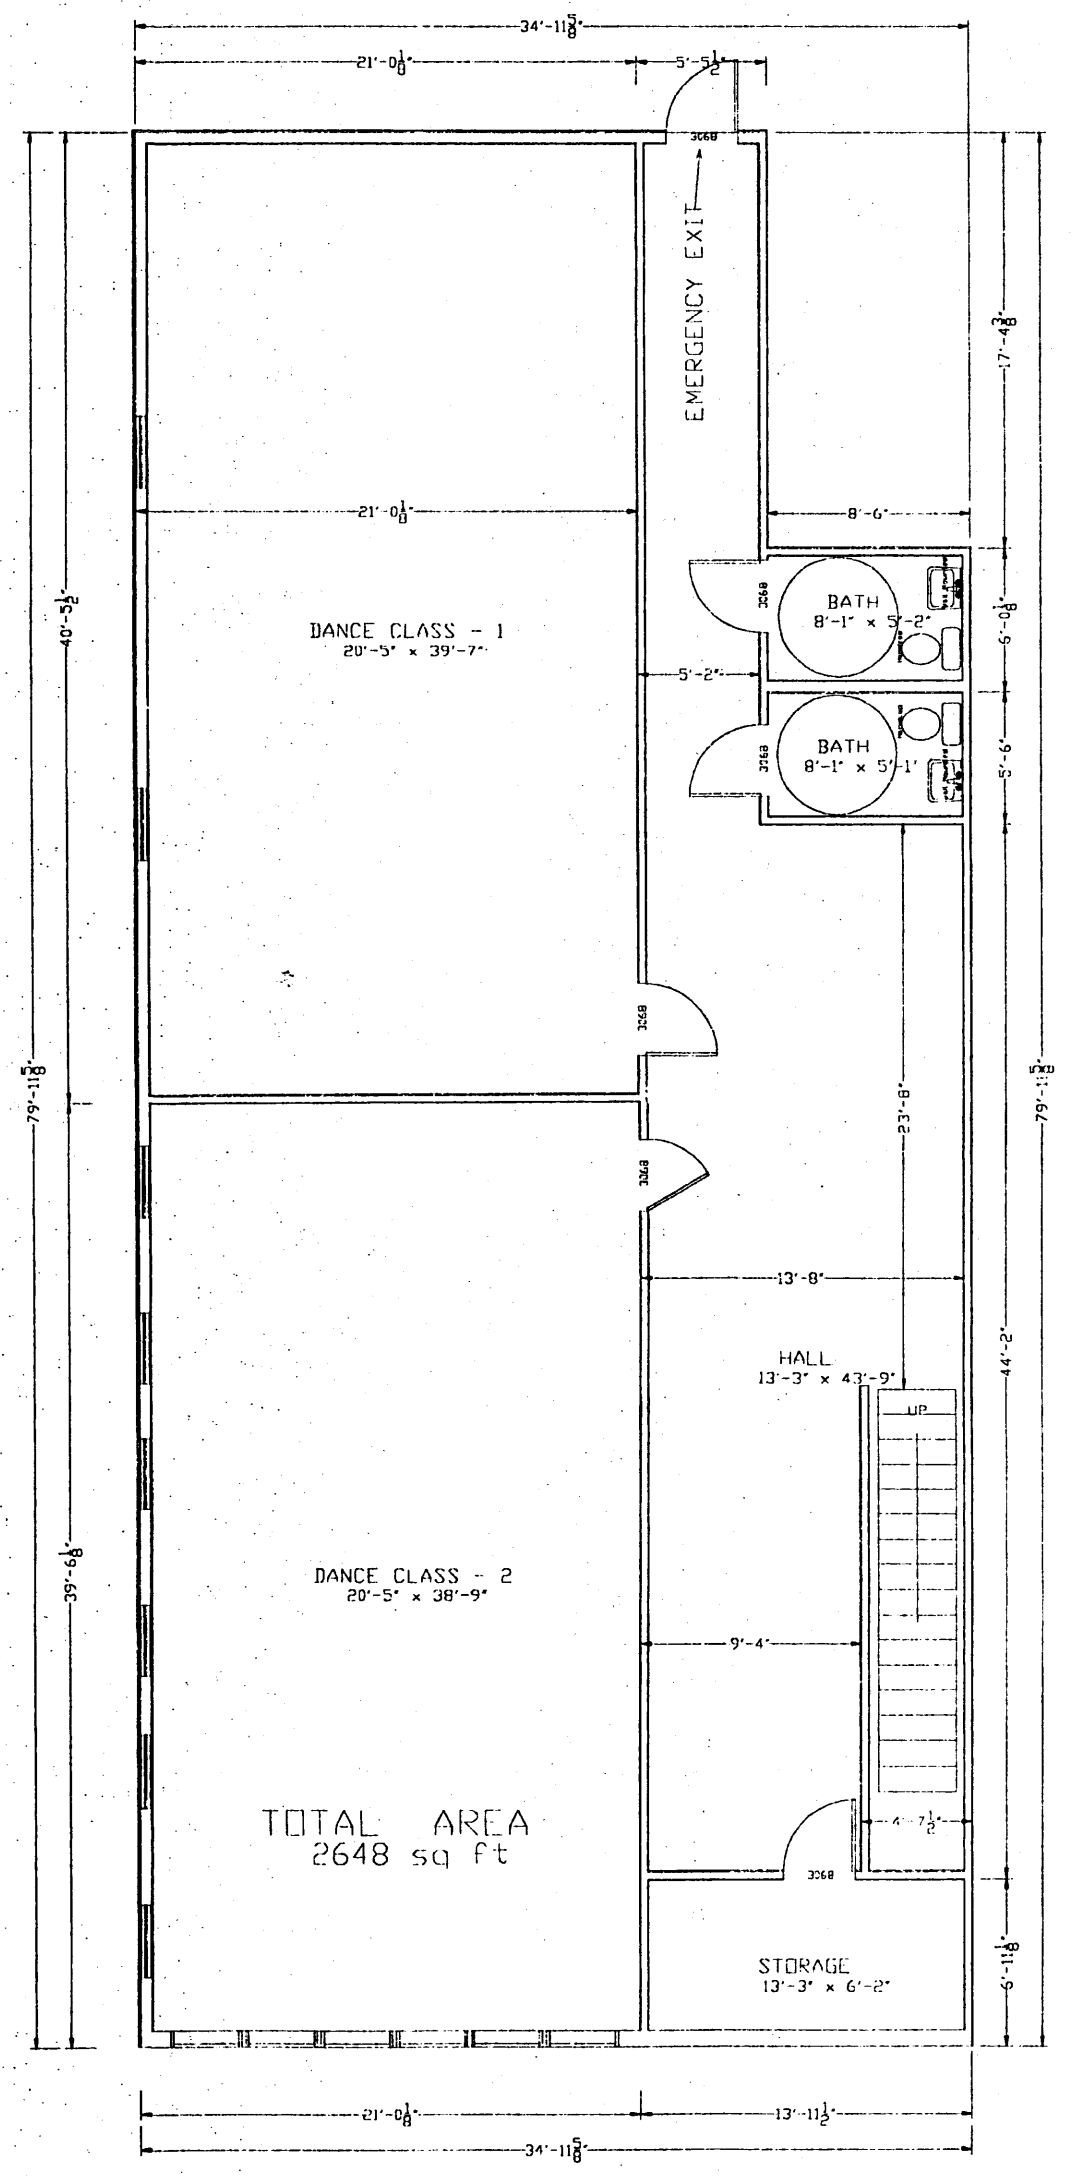 34'-11 5/8"
21'-0 1/8"
5'-5 1/2"
3068
EMERGENCY EXIT
17'-4 3/8"
21'-0 1/8"
8'-6"
40'-5 1/2"
DANCE CLASS - 1
20'-5" x 39'-7"
3068
BATH
8'-1" x 5'-2"
6'-0 1/8"
5'-2"
3068
BATH
8'-1" x 5'-1"
5'-6"
3068
79'-11 5/8"
23'-8"
79'-11 5/8"
3068
13'-8"
HALL
13'-3" x 43'-9"
44'-2"
UP
39'-6 1/8"
DANCE CLASS - 2
20'-5" x 38'-9"
9'-4"
TOTAL AREA
2648 sq ft
4'-7 1/2"
3068
STORAGE
13'-3" x 6'-2"
6'-11 1/8"
21'-0 1/8"
13'-11 1/2"
34'-11 5/8"